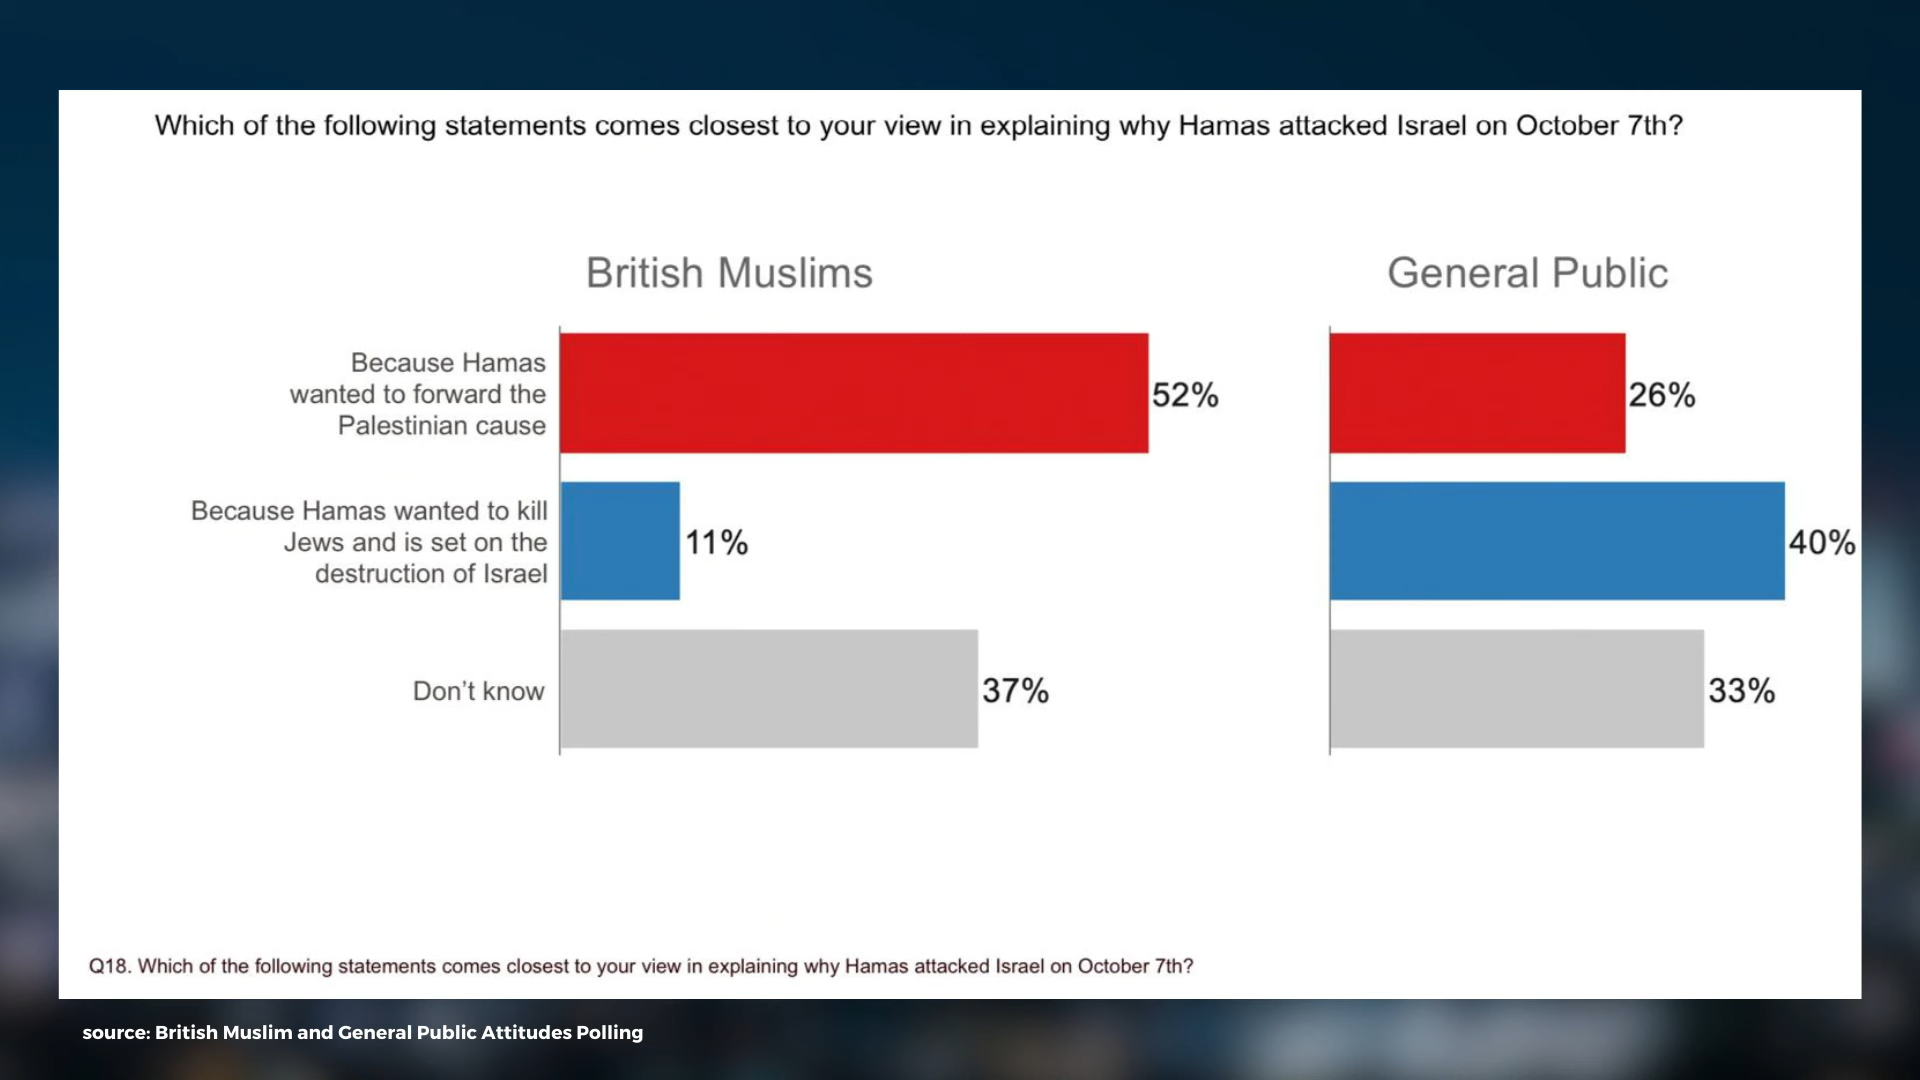 Which of the following statements comes closest to your view in explaining why Hamas attacked Israel on October 7th?
British Muslims
General Public
Because Hamas
wanted to forward the
Palestinian cause
52%
26%
Because Hamas wanted to kill
Jews and is set on the
destruction of Israel
11%
40%
Don’t know
37%
33%
Q18. Which of the following statements comes closest to your view in explaining why Hamas attacked Israel on October 7th?
source: British Muslim and General Public Attitudes Polling